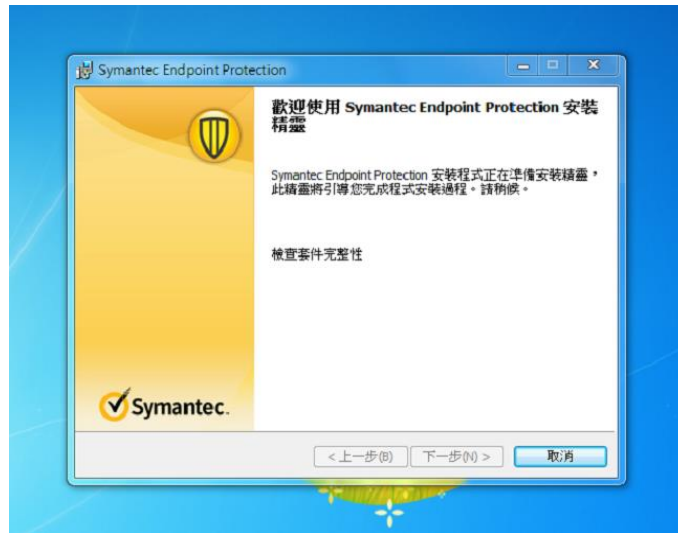 Symantec Endpoint Protection
歡迎使用 Symantec Endpoint Protection 安裝
精靈
Symantec Endpoint Protection 安裝程式正在準備安裝精靈，
此精靈將引導您完成程式安裝過程。請稍候。
檢查套件完整性
Symantec.
< 上一步(B)  下一步(N) >  取消